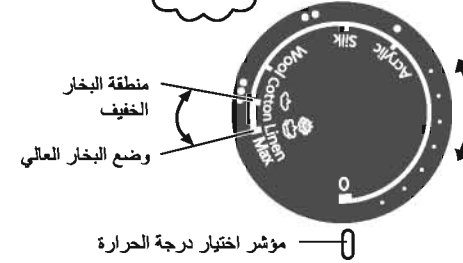 Acrylic
Silk
Wool Cotton Linen
Max
0
منطقة البخار
الخفيف
وضع البخار العالي
مؤشر اختيار درجة الحرارة